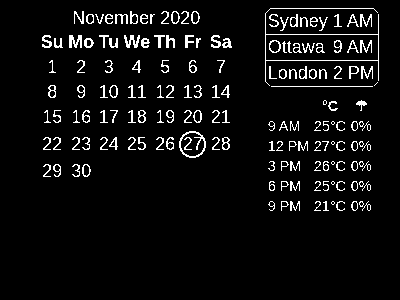 November 2020
Su Mo Tu We Th Fr Sa
1 2 3 4 5 6 7
8 9 10 11 12 13 14
15 16 17 18 19 20 21
22 23 24 25 26 27 28
29 30
Sydney 1 AM
Ottawa 9 AM
London 2 PM
°C ☂
9 AM 25°C 0%
12 PM 27°C 0%
3 PM 26°C 0%
6 PM 25°C 0%
9 PM 21°C 0%